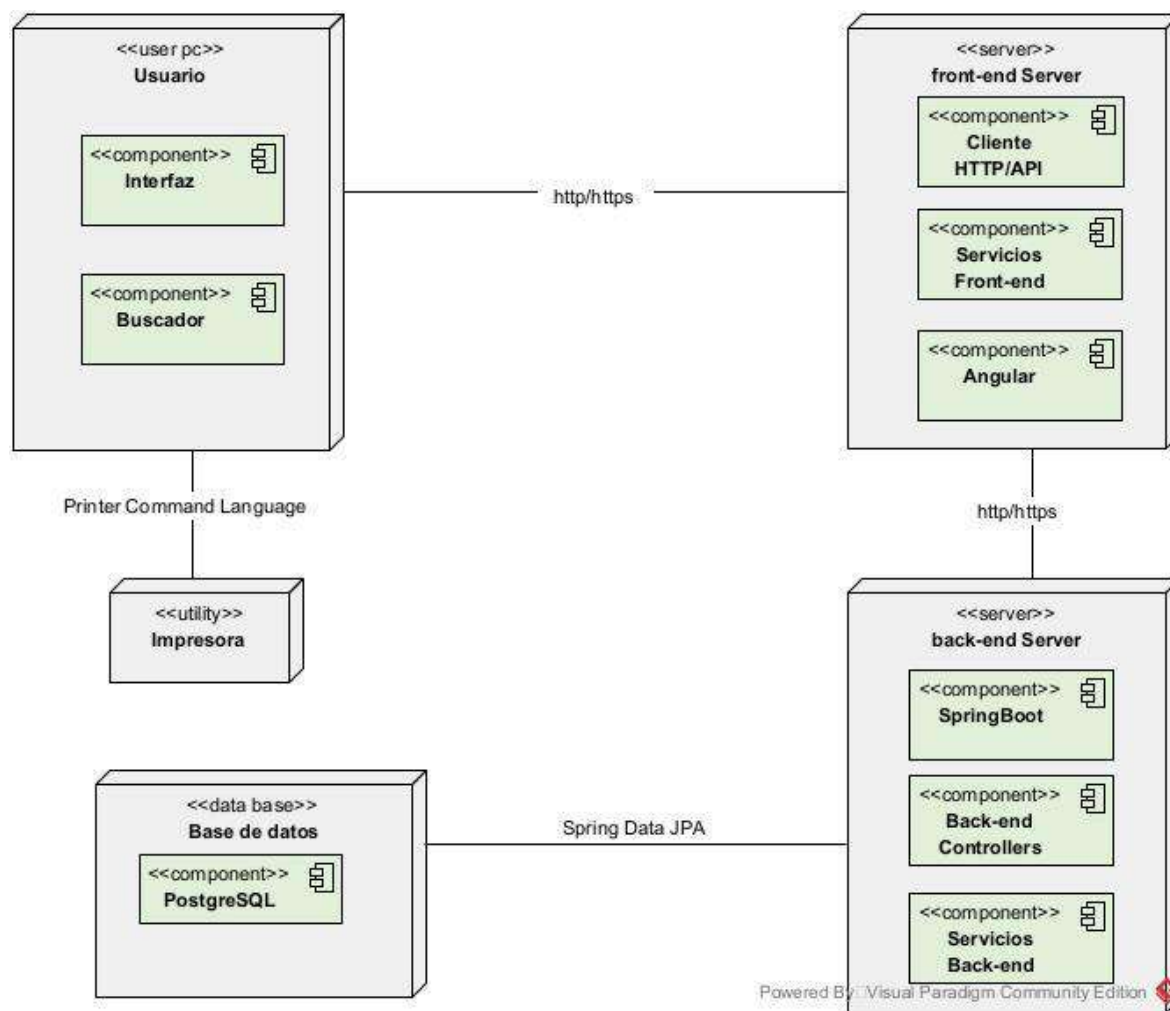 <<user pc>>
Usuario
<<component>>
Interfaz
<<component>>
Buscador
http/https
<<server>>
front-end Server
<<component>>
Cliente
HTTP/API
<<component>>
Servicios
Front-end
<<component>>
Angular
Printer Command Language
http/https
<<utility>>
Impresora
<<server>>
back-end Server
<<component>>
SpringBoot
<<component>>
Back-end
Controllers
<<component>>
Servicios
Back-end
<<data base>>
Base de datos
<<component>>
PostgreSQL
Spring Data JPA
Powered By Visual Paradigm Community Edition